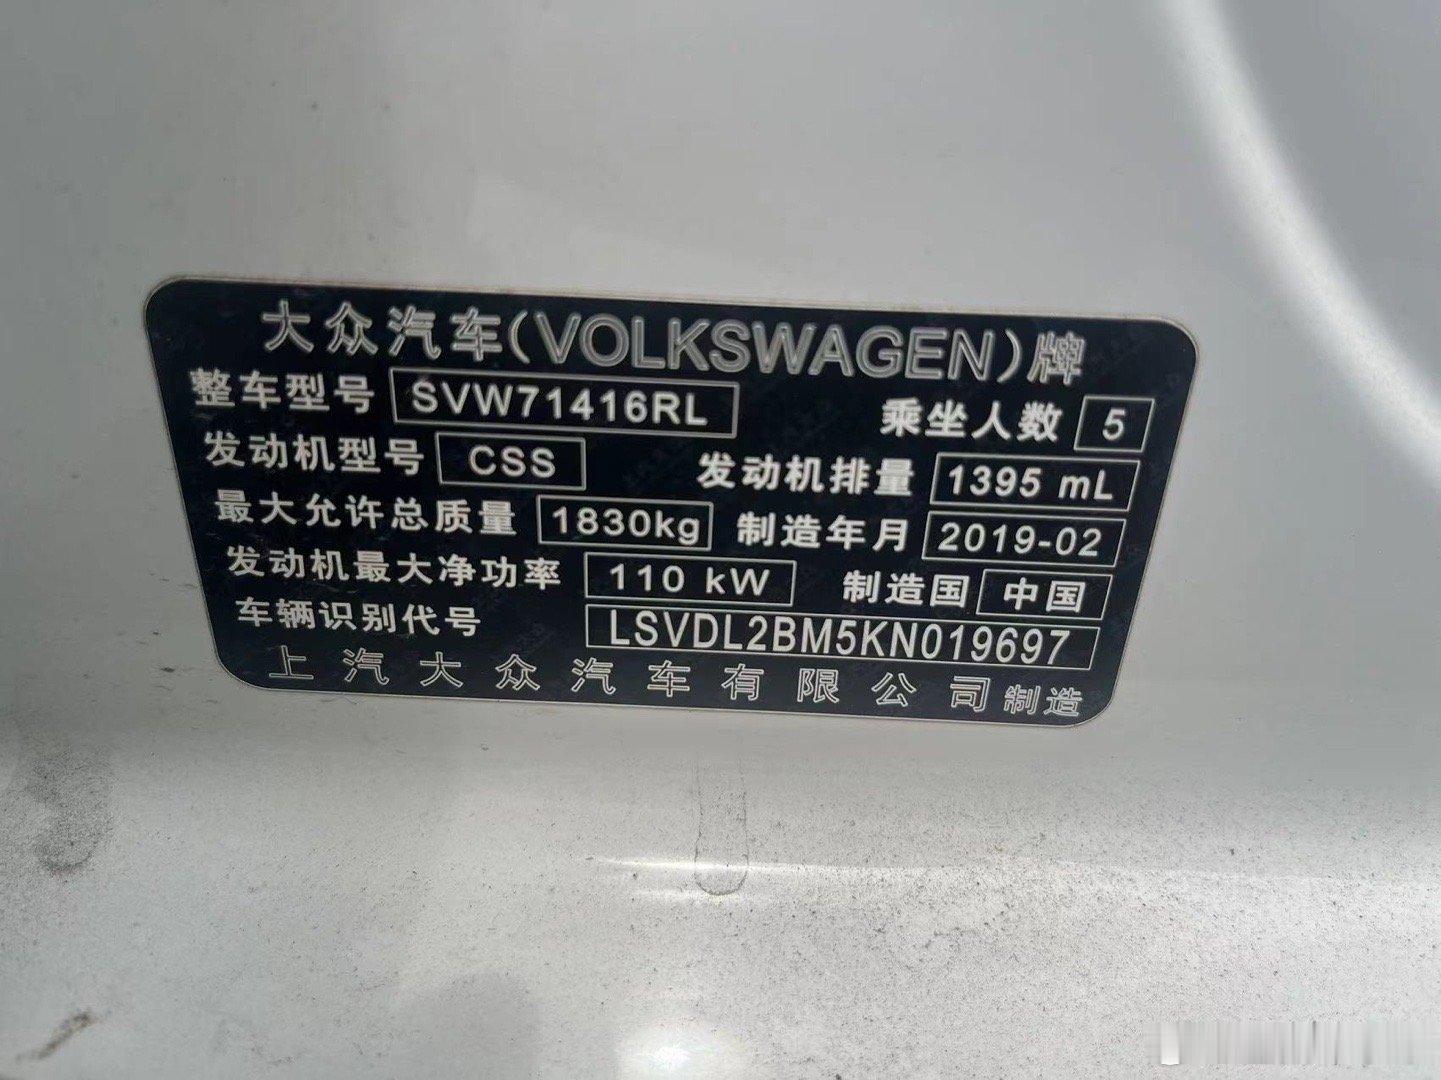 大众汽车(VOLKSWAGEN)牌
整车型号 SVW71416RL 乘坐人数 5
发动机型号 CSS 发动机排量 1395 mL
最大允许总质量 1830kg 制造年月 2019-02
发动机最大净功率 110 kW 制造国 中国
车辆识别代号 LSVDL2BM5KN019697
上汽大众汽车有限公司制造